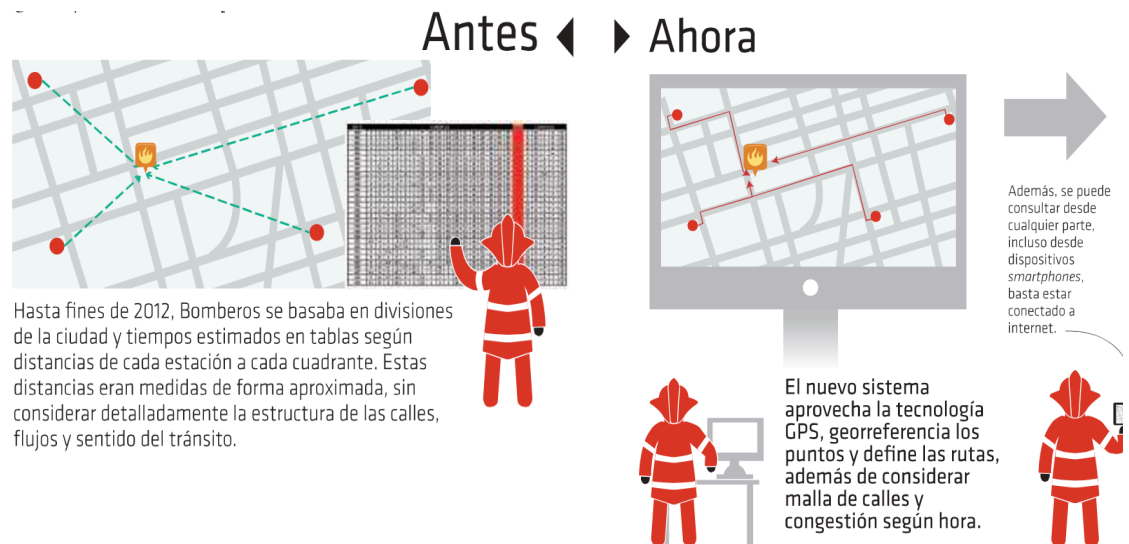 Antes
Ahora
Hasta fines de 2012, Bomberos se basaba en divisiones
de la ciudad y tiempos estimados en tablas según
distancias de cada estación a cada cuadrante. Estas
distancias eran medidas de forma aproximada, sin
considerar detalladamente la estructura de las calles,
flujos y sentido del tránsito.
El nuevo sistema
aprovecha la tecnología
GPS, georreferencia los
puntos y define las rutas,
además de considerar
malla de calles y
congestión según hora.
Además, se puede
consultar desde
cualquier parte,
incluso desde
dispositivos
smartphones,
basta estar
conectado a
internet.